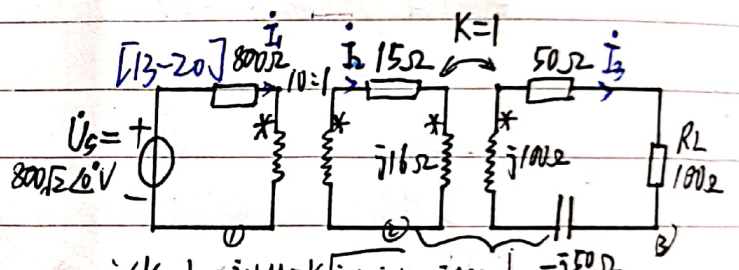 K=1
İ₁ İ₂ 15Ω 50Ω İ₃
[13-20] 800Ω 10:1
* * * *
U̇s= + j16Ω j100Ω RL
800√2∠0°V 100Ω
-
① ② -j50Ω ③